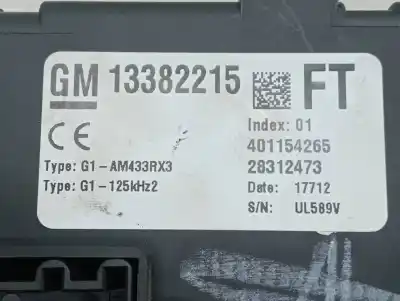 GM 13382215 FT
Index: 01
CE 401154265
Type: G1-AM433RX3 28312473
Type: G1-125kHz2 Date: 17712
S/N: UL589V